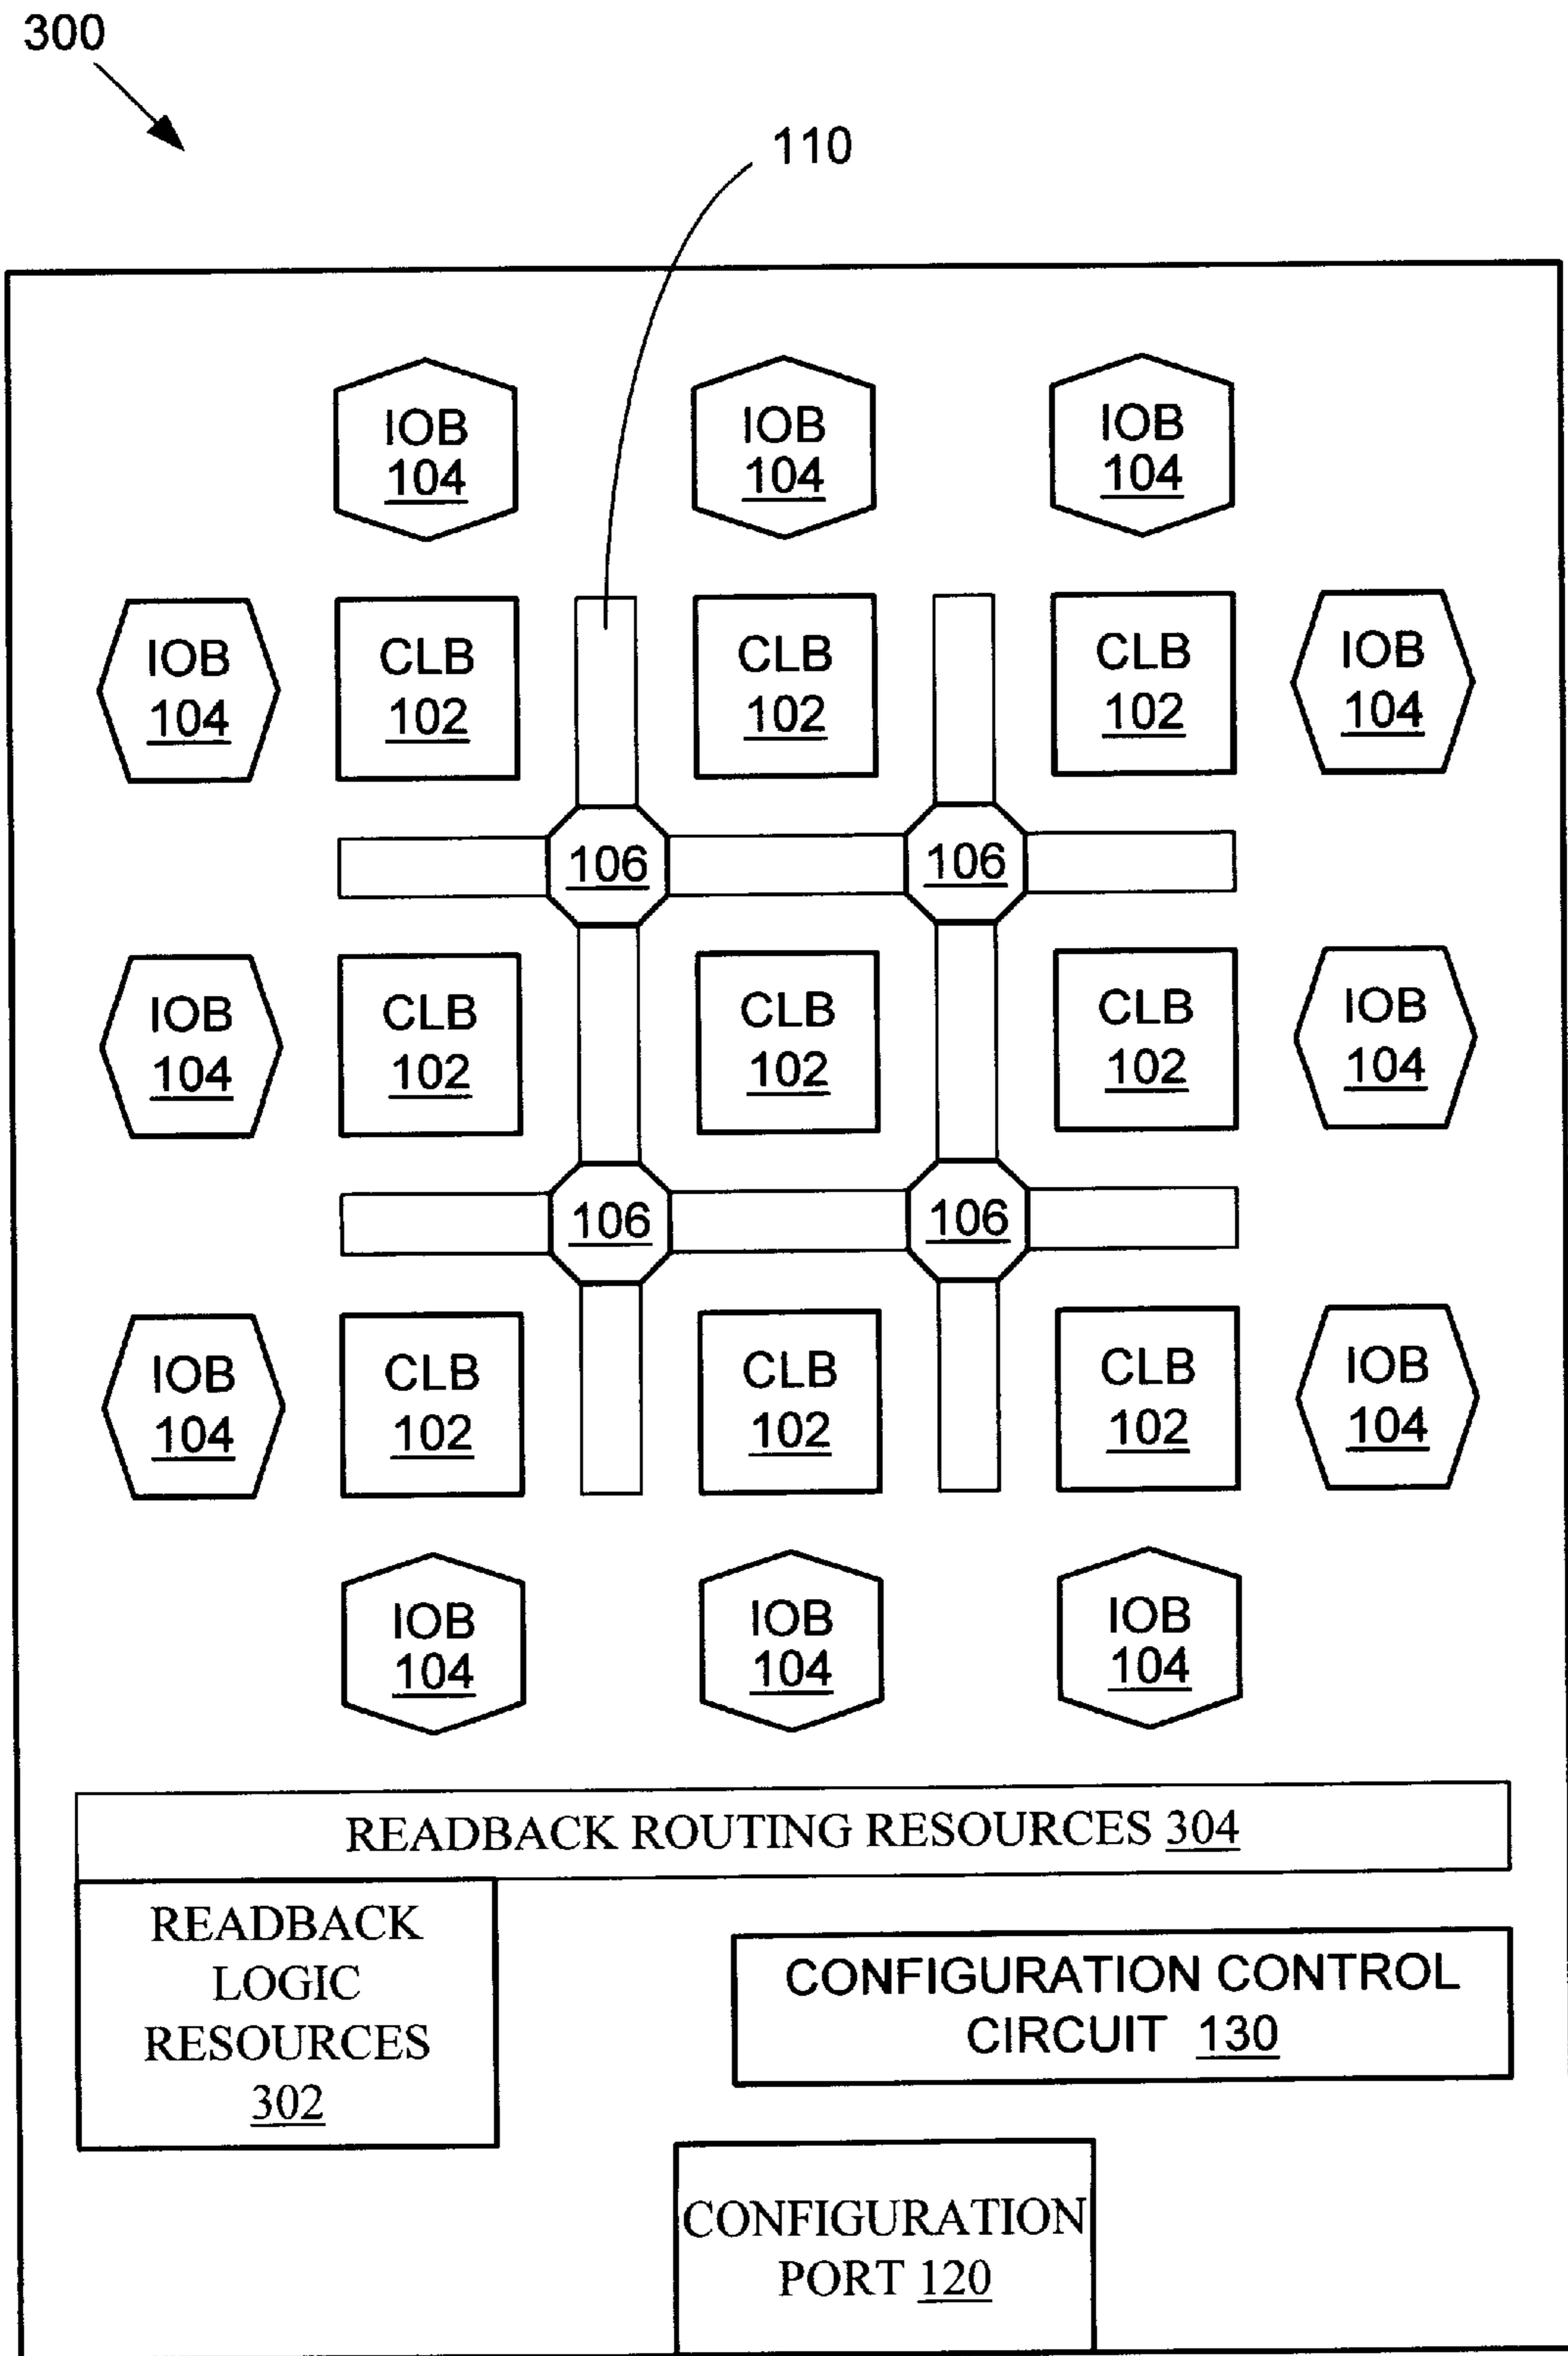 300
110
IOB
104
IOB
104
IOB
104
IOB
104
CLB
102
CLB
102
CLB
102
IOB
104
106
106
IOB
104
CLB
102
CLB
102
CLB
102
IOB
104
106
106
IOB
104
CLB
102
CLB
102
CLB
102
IOB
104
IOB
104
IOB
104
IOB
104
READBACK ROUTING RESOURCES 304
READBACK
LOGIC
RESOURCES
302
CONFIGURATION CONTROL
CIRCUIT 130
CONFIGURATION
PORT 120